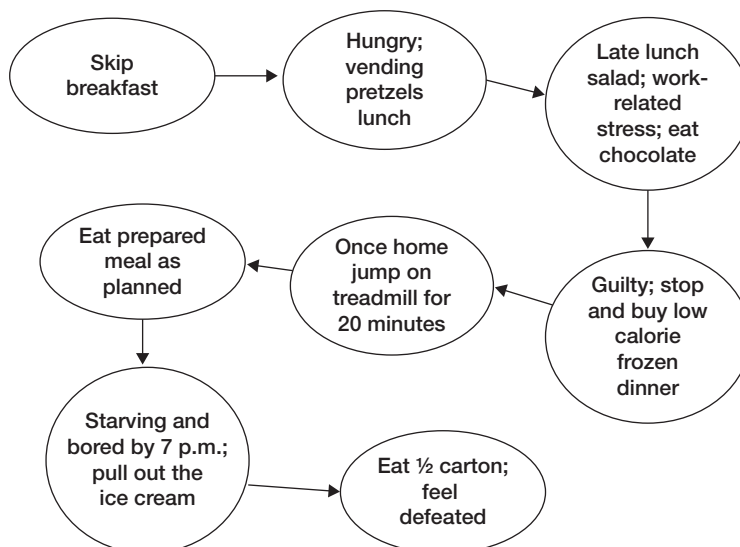 Skip
breakfast
Hungry;
vending
pretzels
lunch
Late lunch
salad; work-
related
stress; eat
chocolate
Guilty; stop
and buy low
calorie
frozen
dinner
Once home
jump on
treadmill for
20 minutes
Eat prepared
meal as
planned
Starving and
bored by 7 p.m.;
pull out the
ice cream
Eat ½ carton;
feel
defeated